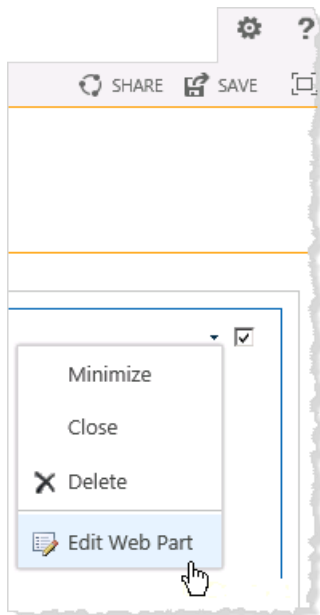 ?
SHARE SAVE
Minimize
Close
Delete
Edit Web Part